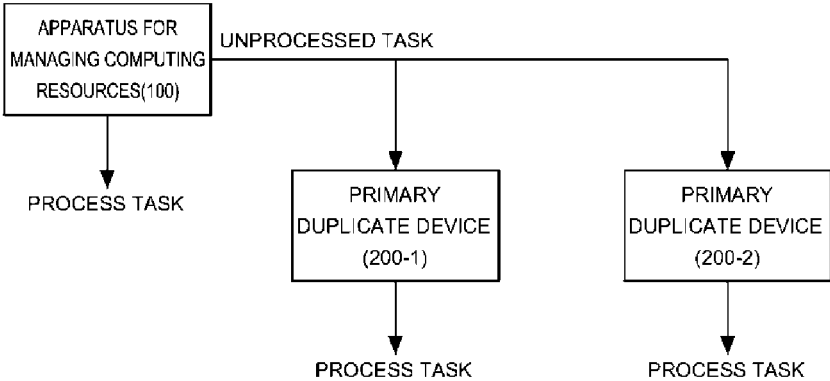 APPARATUS FOR
MANAGING COMPUTING
RESOURCES(100)
UNPROCESSED TASK
PROCESS TASK
PRIMARY
DUPLICATE DEVICE
(200-1)
PRIMARY
DUPLICATE DEVICE
(200-2)
PROCESS TASK
PROCESS TASK